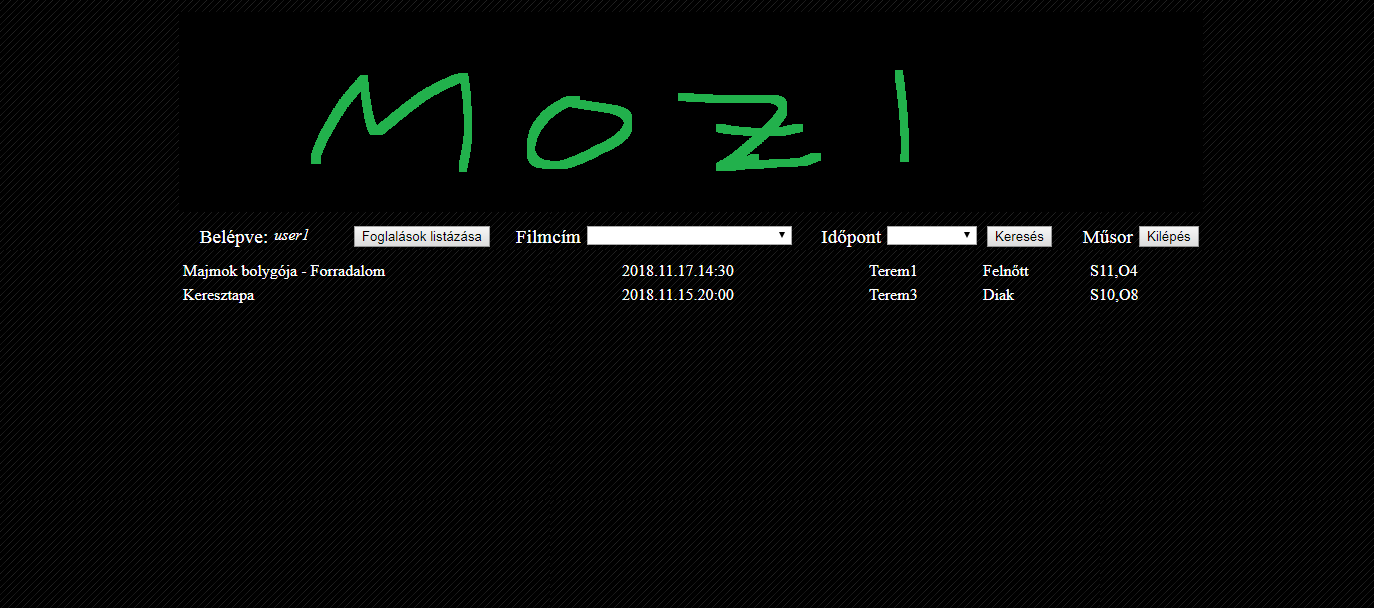 MOZI
Belépve: user1 Foglalások listázása Filmcím Időpont Keresés Műsor Kilépés
Majmok bolygója - Forradalom 2018.11.17.14:30 Terem1 Felnőtt S11,O4
Keresztapa 2018.11.15.20:00 Terem3 Diak S10,O8